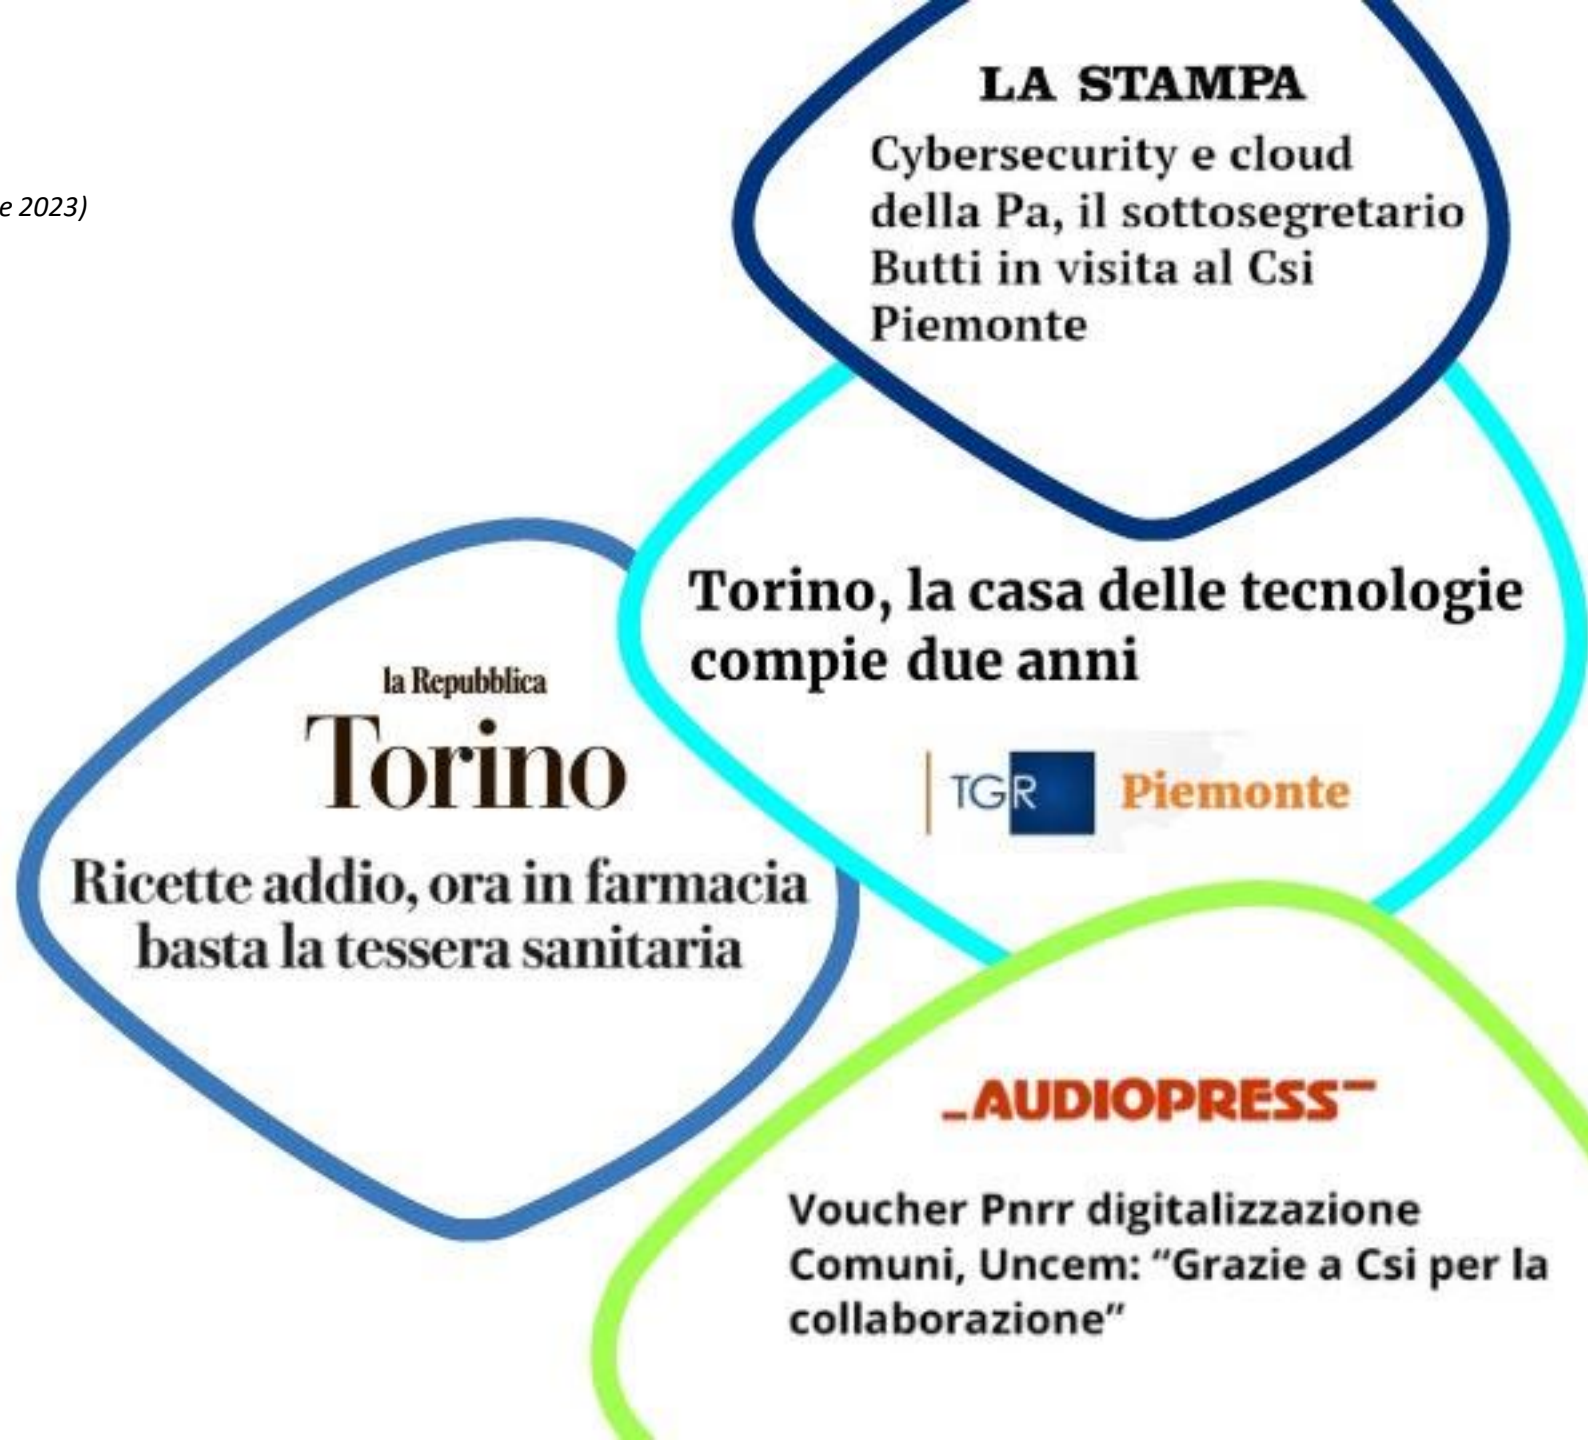 LA STAMPA
Cybersecurity e cloud
della Pa, il sottosegretario
Butti in visita al Csi
Piemonte
e 2023)
Torino, la casa delle tecnologie
compie due anni
TGR Piemonte
la Repubblica
Torino
Ricette addio, ora in farmacia
basta la tessera sanitaria
_AUDIOPRESS‾
Voucher Pnrr digitalizzazione
Comuni, Uncem: “Grazie a Csi per la
collaborazione”